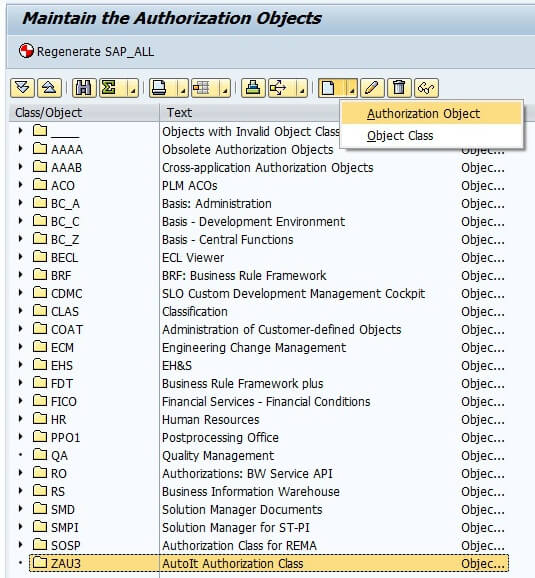 Maintain the Authorization Objects
Regenerate SAP_ALL
Authorization Object
Object Class
Class/Object Text
____ Objects with Invalid Object Class
AAAA Obsolete Authorization Objects Objec...
AAAB Cross-application Authorization Objects Objec...
ACO PLM ACOs Objec...
BC_A Basis: Administration Objec...
BC_C Basis - Development Environment Objec...
BC_Z Basis - Central Functions Objec...
BECL ECL Viewer Objec...
BRF BRF: Business Rule Framework Objec...
CDMC SLO Custom Development Management Cockpit Objec...
CLAS Classification Objec...
COAT Administration of Customer-defined Objects Objec...
ECM Engineering Change Management Objec...
EHS EH&S Objec...
FDT Business Rule Framework plus Objec...
FICO Financial Services - Financial Conditions Objec...
HR Human Resources Objec...
PPO1 Postprocessing Office Objec...
QA Quality Management Objec...
RO Authorizations: BW Service API Objec...
RS Business Information Warehouse Objec...
SMD Solution Manager Documents Objec...
SMPI Solution Manager for ST-PI Objec...
SOSP Authorization Class for REMA Objec...
ZAU3 AutoIt Authorization Class Objec...